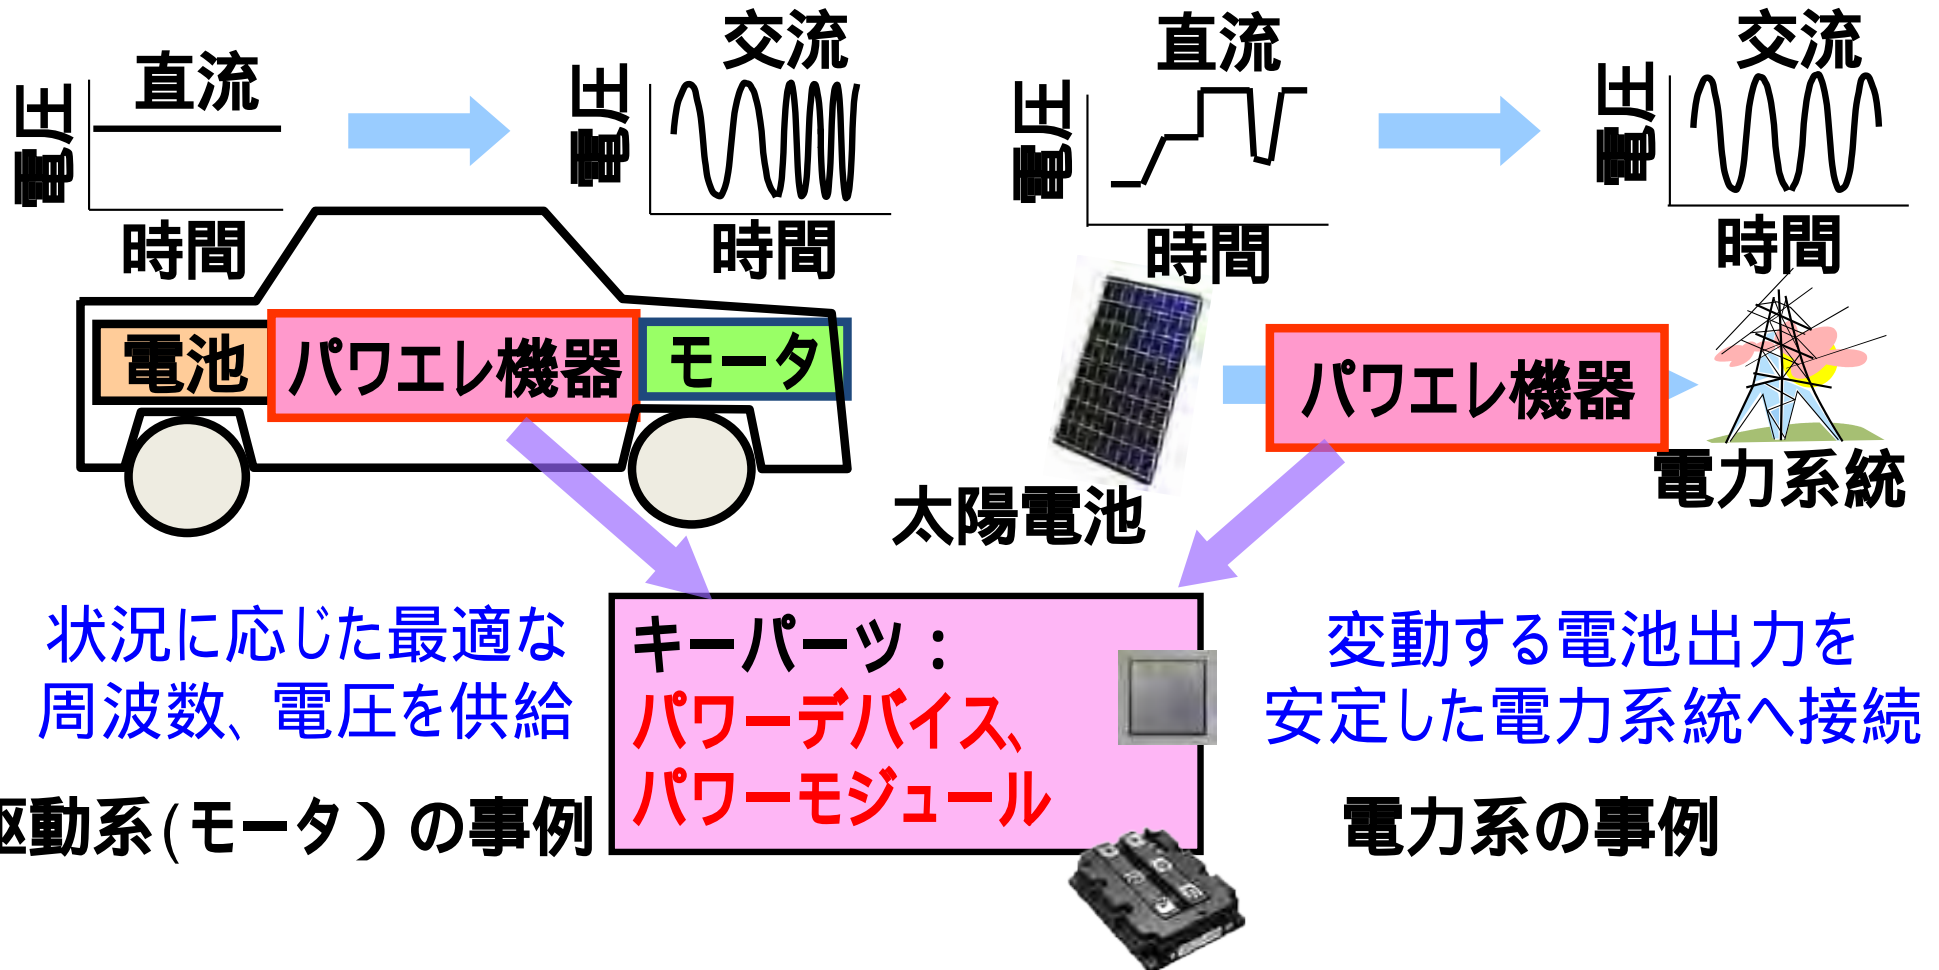 直流
電圧
時間
交流
電圧
時間
直流
電圧
時間
交流
電圧
時間
電池
パワエレ機器
モータ
太陽電池
パワエレ機器
電力系統
状況に応じた最適な
周波数、電圧を供給
駆動系(モータ）の事例
キーパーツ：
パワーデバイス、
パワーモジュール
変動する電池出力を
安定した電力系統へ接続
電力系の事例